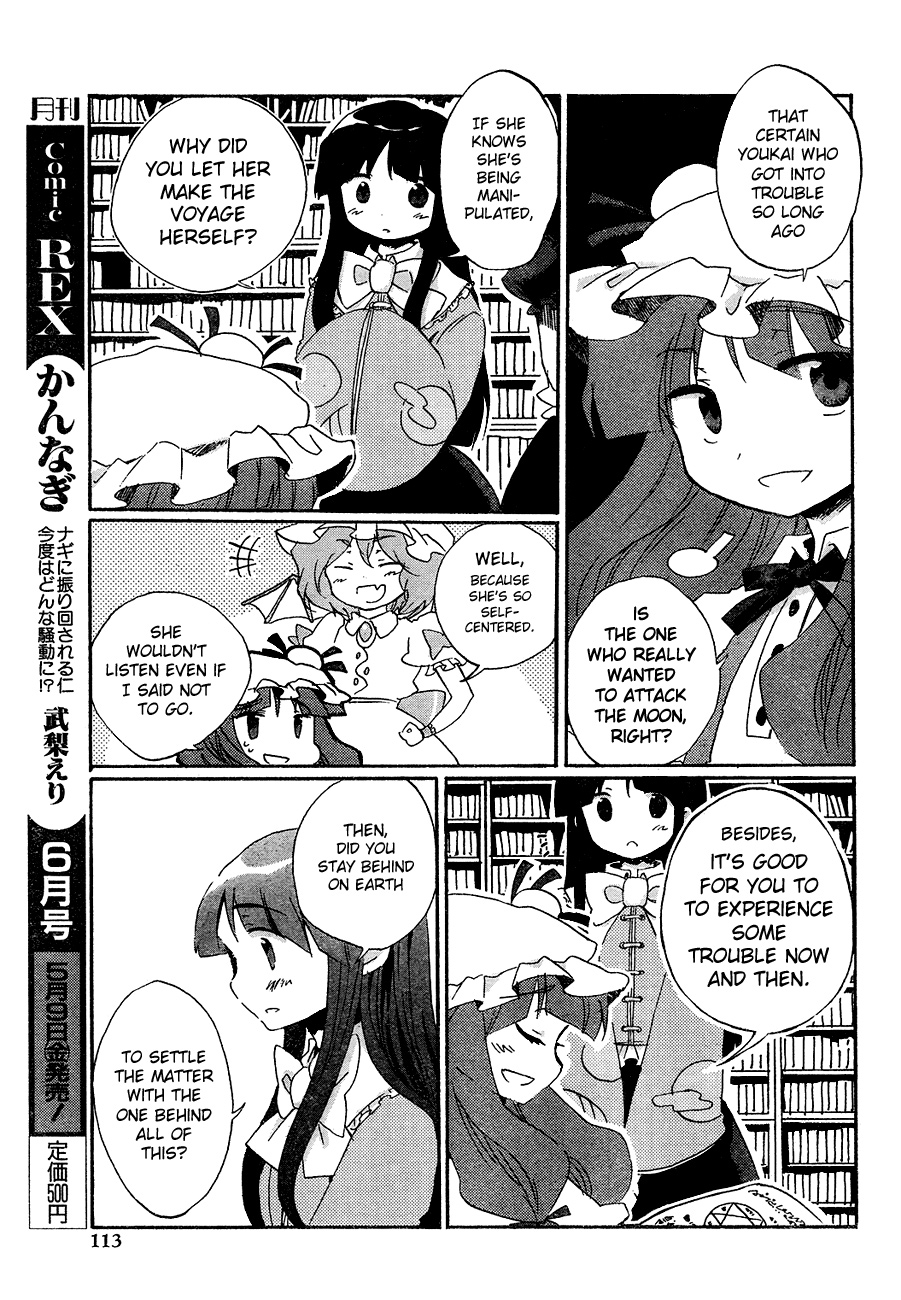 THAT
CERTAIN
YOUKAI WHO
GOT INTO
TROUBLE
SO LONG
AGO
IS
THE ONE
WHO REALLY
WANTED
TO ATTACK
THE MOON,
RIGHT?
IF SHE
KNOWS
SHE'S
BEING
MANI-
PULATED,
WHY DID
YOU LET HER
MAKE THE
VOYAGE
HERSELF?
WELL,
BECAUSE
SHE'S SO
SELF-
CENTERED.
SHE
WOULDN'T
LISTEN EVEN IF
I SAID NOT
TO GO.
BESIDES,
IT'S GOOD
FOR YOU TO
TO EXPERIENCE
SOME
TROUBLE NOW
AND THEN.
THEN,
DID YOU
STAY BEHIND
ON EARTH
TO SETTLE
THE MATTER
WITH THE
ONE BEHIND
ALL OF
THIS?
月刊
Comic REX
かんなぎ
ナギに振り回される仁
今度はどんな騒動に!?
武梨えり
6月号
5月9日金発売!
定価500円
113